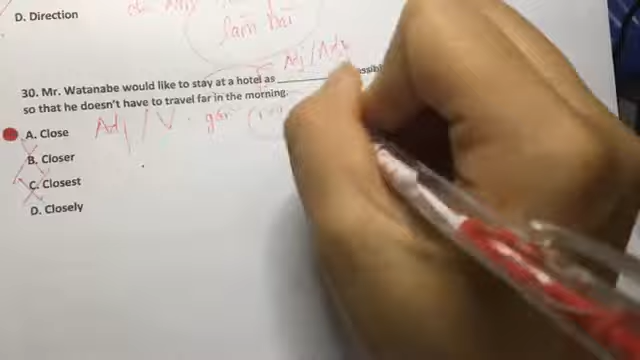 D. Direction
làm bài
Adj/Adv
30. Mr. Watanabe would like to stay at a hotel as ________
so that he doesn't have to travel far in the morning.
A. Close Adj / V gần
B. Closer
C. Closest
D. Closely